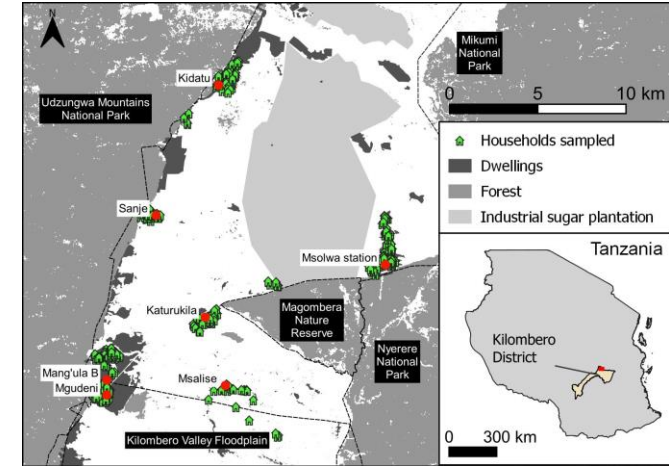 N
Mikumi
National
Park
Kidatu
Udzungwa Mountains
National Park
0 5 10 km
Households sampled
Dwellings
Forest
Industrial sugar plantation
Sanje
Msolwa station
Tanzania
Katurukila
Magombera
Nature
Reserve
Nyerere
National
Park
Kilombero
District
Mang'ula B
Mgudeni
Msalise
Kilombero Valley Floodplain
0 300 km